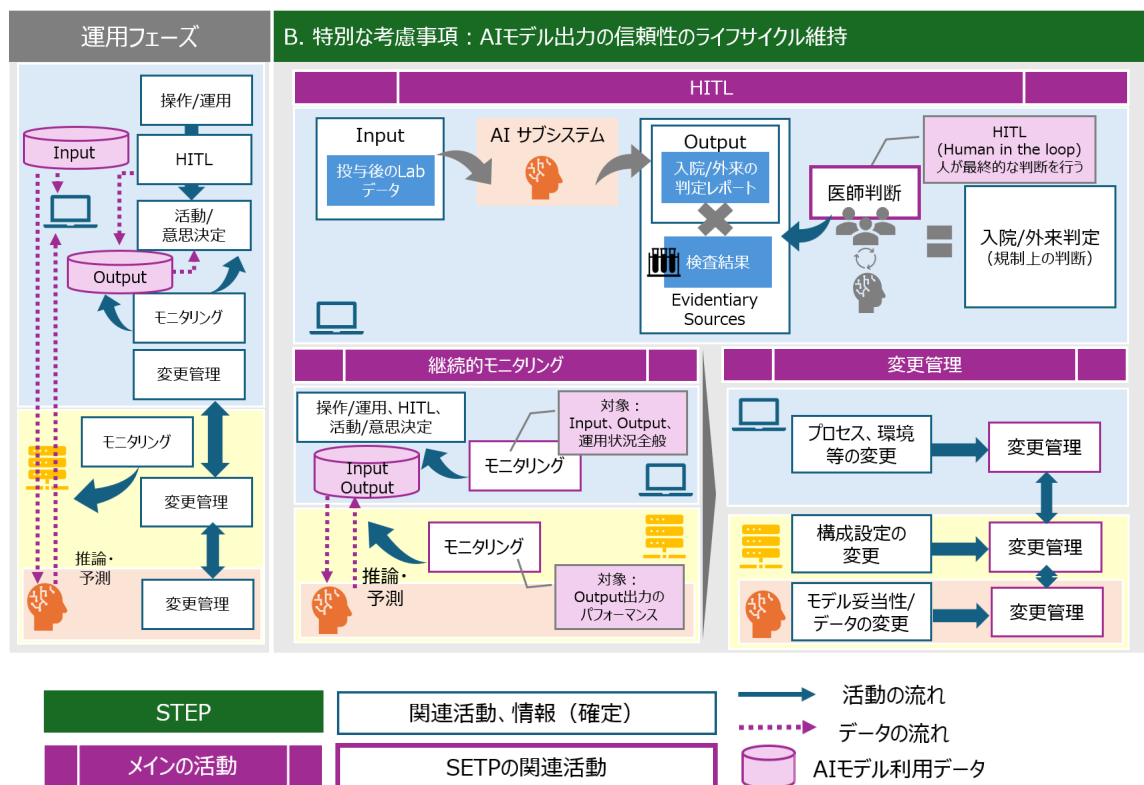 運用フェーズ
B. 特別な考慮事項：AIモデル出力の信頼性のライフサイクル維持
操作/運用
Input
HITL
活動/
意思決定
Output
モニタリング
変更管理
モニタリング
変更管理
推論・
予測
変更管理
HITL
Input
投与後のLab
データ
AI サブシステム
Output
入院/外来の
判定レポート
検査結果
Evidentiary
Sources
HITL
(Human in the loop)
人が最終的な判断を行う
医師判断
入院/外来判定
(規制上の判断)
継続的モニタリング
操作/運用、HITL、
活動/意思決定
対象：
Input、Output、
運用状況全般
モニタリング
Input
Output
モニタリング
推論・
予測
対象：
Output出力の
パフォーマンス
変更管理
プロセス、環境
等の変更
変更管理
構成設定の
変更
変更管理
モデル妥当性/
データの変更
変更管理
STEP
関連活動、情報（確定）
活動の流れ
データの流れ
メインの活動
SETPの関連活動
AIモデル利用データ